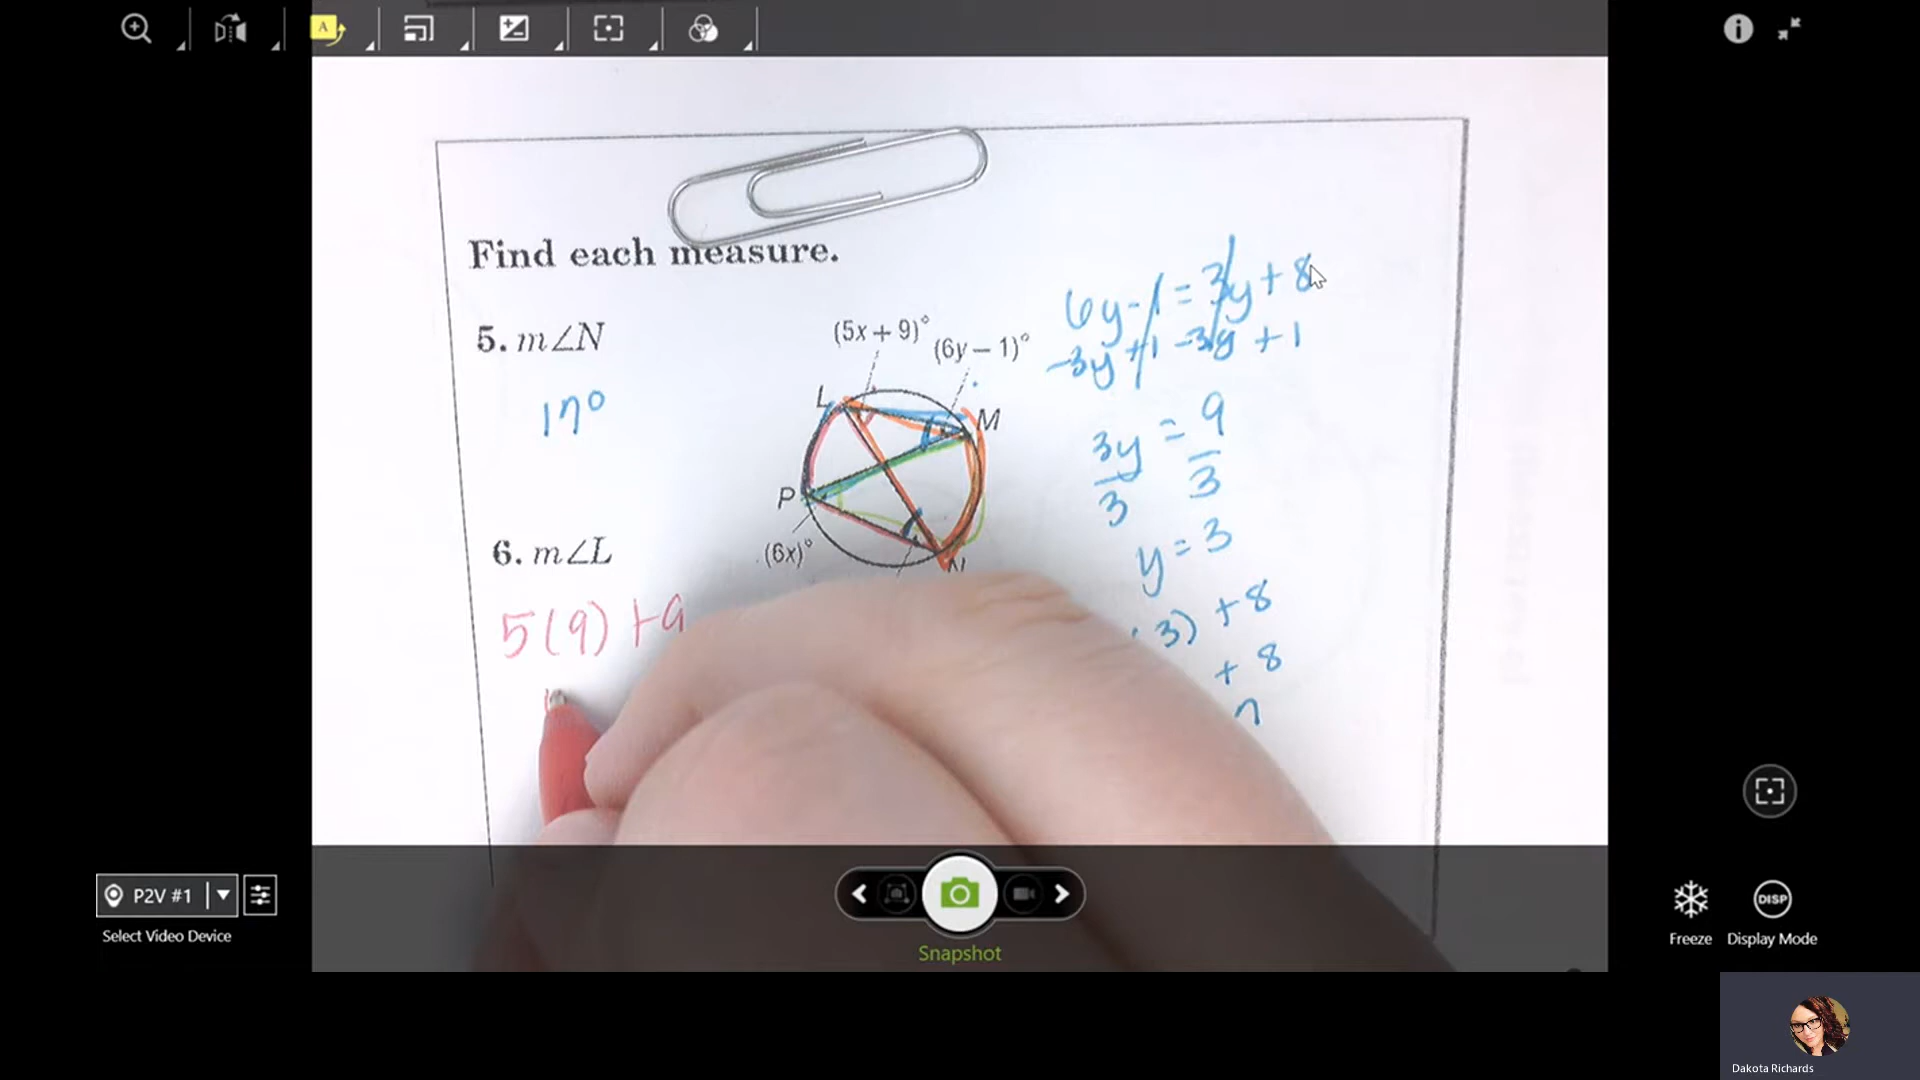 Find each measure.
5. m∠N
17°
(5x + 9)°
(6y – 1)°
L
M
P
N
(6x)°
6y - 1 = 3y + 8
-3y +1 -3y + 1
3y = 9
3 3
y = 3
3) + 8
+ 8
7
6. m∠L
5(9) + 9
P2V #1
Select Video Device
Snapshot
Freeze
DISP
Display Mode
Dakota Richards